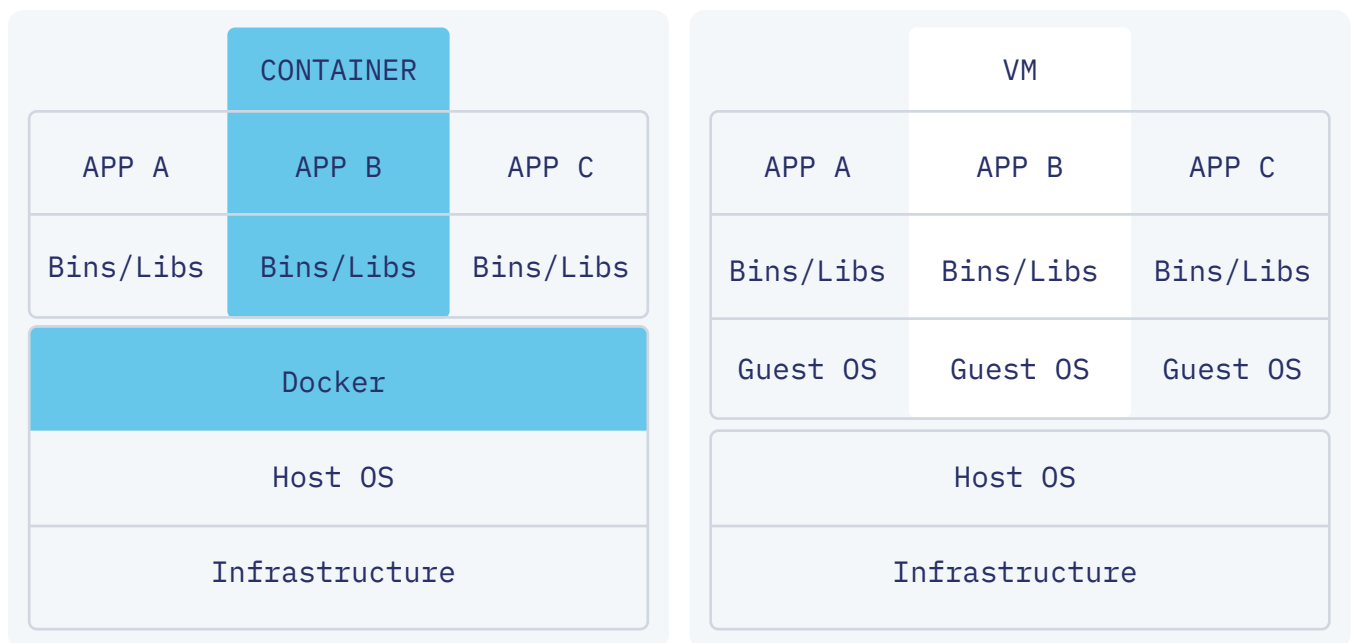 CONTAINER
APP A APP B APP C
Bins/Libs Bins/Libs Bins/Libs
Docker
Host OS
Infrastructure
VM
APP A APP B APP C
Bins/Libs Bins/Libs Bins/Libs
Guest OS Guest OS Guest OS
Host OS
Infrastructure